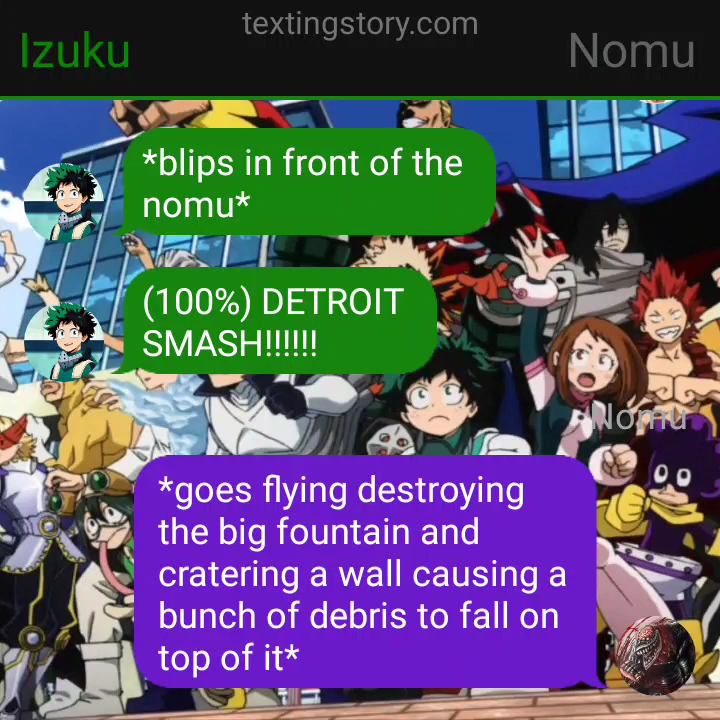 textingstory.com
Izuku
Nomu
*blips in front of the
nomu*
(100%) DETROIT
SMASH!!!!!!
Nomu
*goes flying destroying
the big fountain and
cratering a wall causing a
bunch of debris to fall on
top of it*